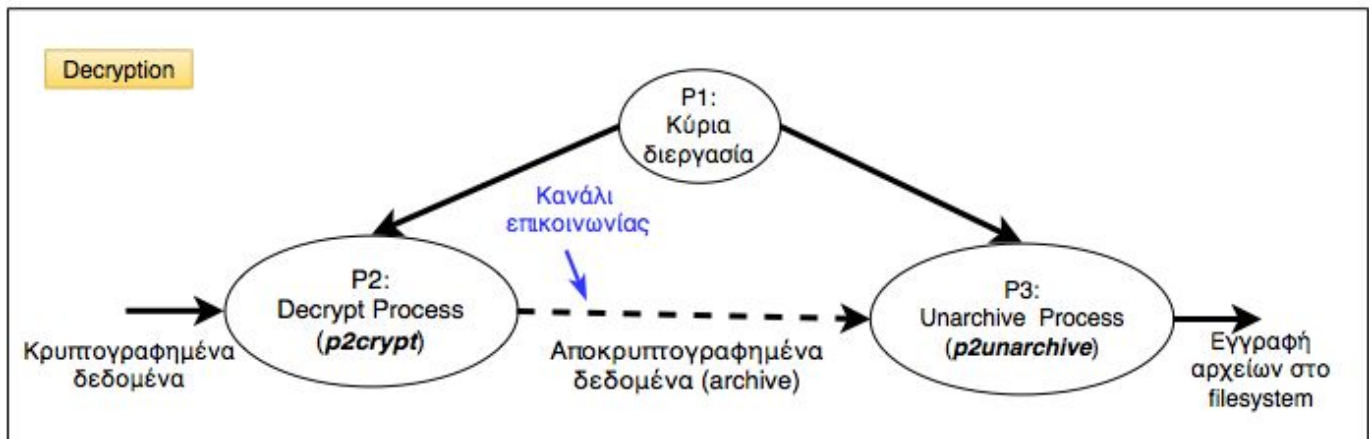 Decryption
P1:
Κύρια
διεργασία
Κανάλι
επικοινωνίας
P2:
Decrypt Process
(p2crypt)
P3:
Unarchive Process
(p2unarchive)
Κρυπτογραφημένα
δεδομένα
Αποκρυπτογραφημένα
δεδομένα (archive)
Εγγραφή
αρχείων στο
filesystem